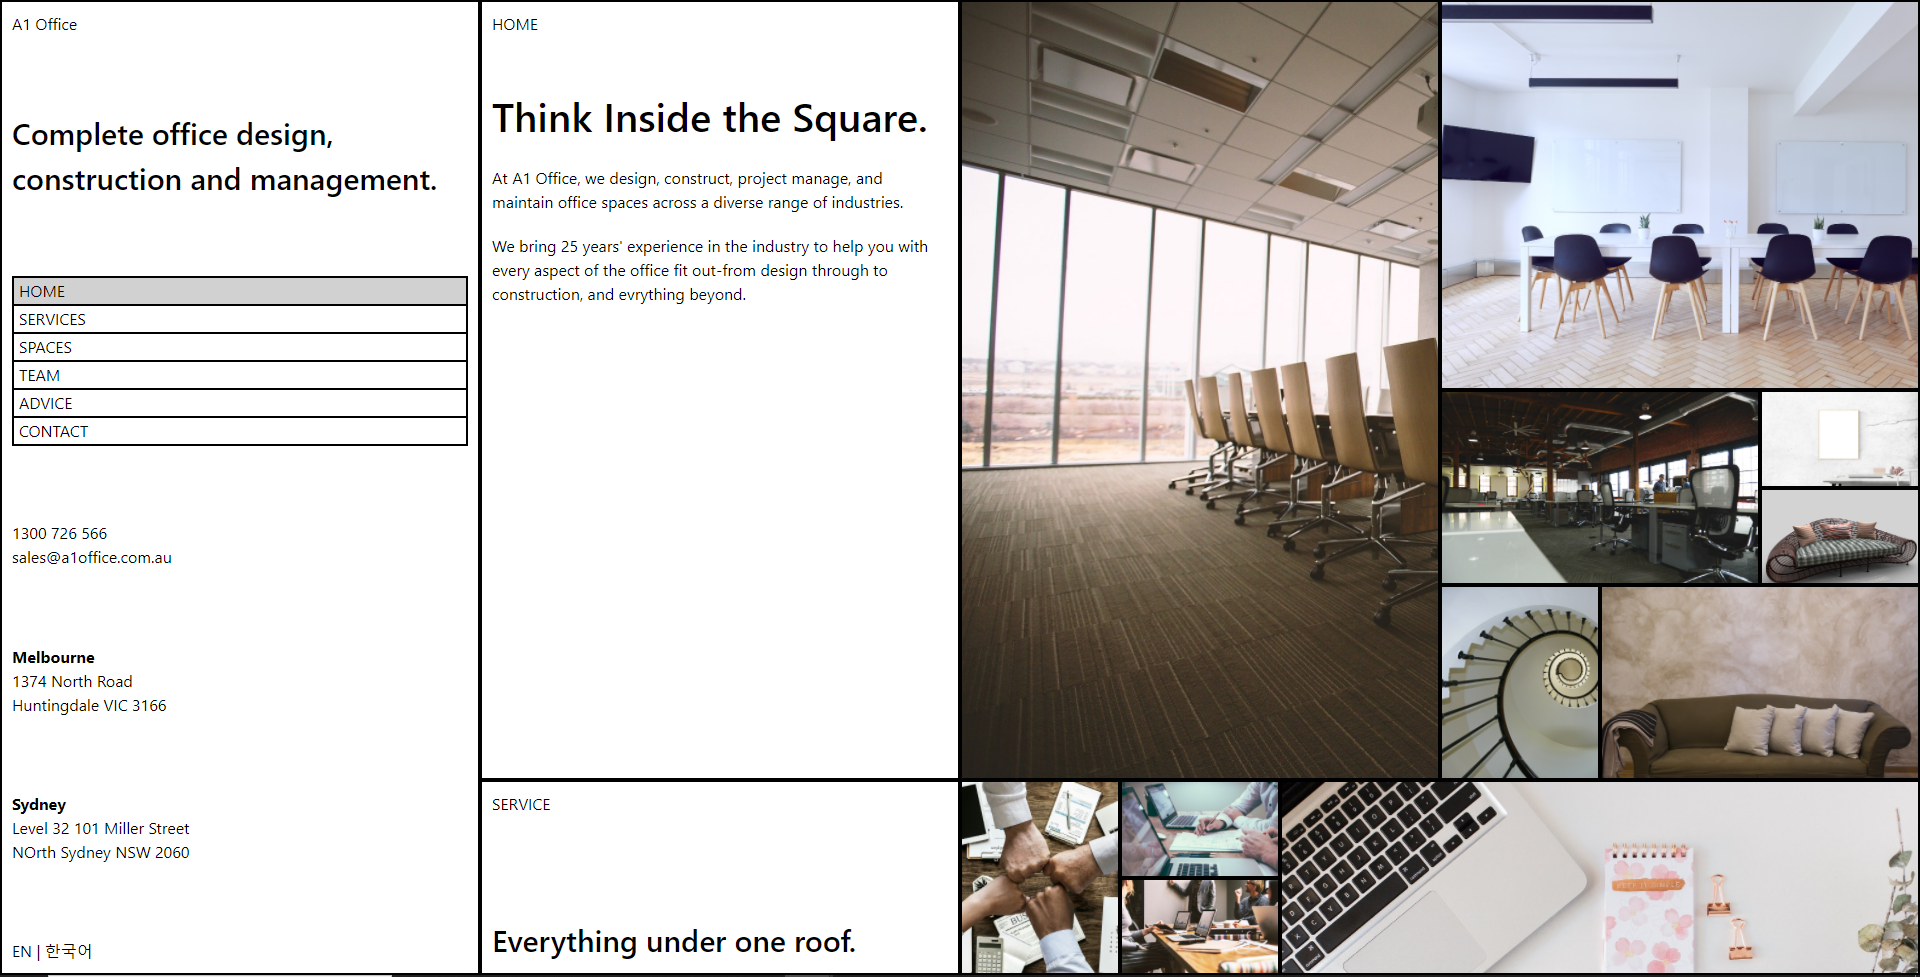 A1 Office
Complete office design,
construction and management.
HOME
SERVICES
SPACES
TEAM
ADVICE
CONTACT
1300 726 566
sales@a1office.com.au
Melbourne
1374 North Road
Huntingdale VIC 3166
Sydney
Level 32 101 Miller Street
NOrth Sydney NSW 2060
EN | 한국어
HOME
Think Inside the Square.
At A1 Office, we design, construct, project manage, and
maintain office spaces across a diverse range of industries.
We bring 25 years' experience in the industry to help you with
every aspect of the office fit out-from design through to
construction, and evrything beyond.
SERVICE
Everything under one roof.